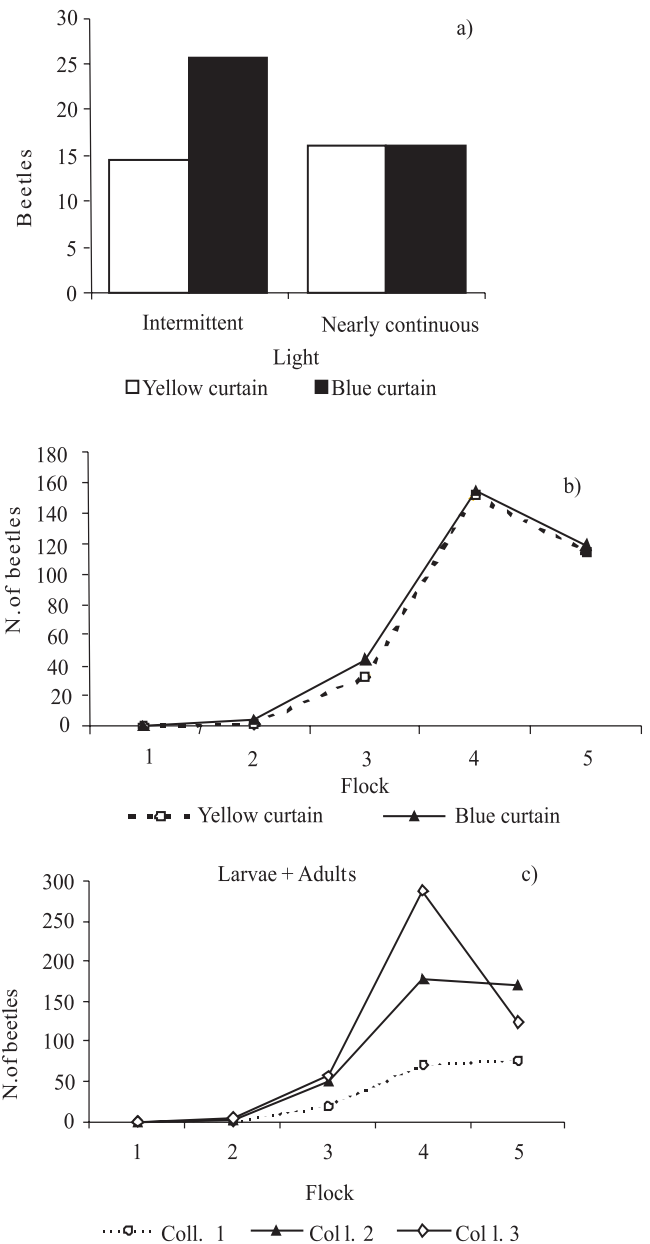 a)
30
25
20
15
10
5
0
Beetles
Intermittent Nearly continuous
Light
Yellow curtain Blue curtain
b)
180
160
140
120
100
80
60
40
20
0
N.of beetles
1 2 3 4 5
Flock
Yellow curtain Blue curtain
Larvae + Adults c)
300
250
200
150
100
50
0
N.of beetles
1 2 3 4 5
Flock
Coll. 1 Col l. 2 Col l. 3